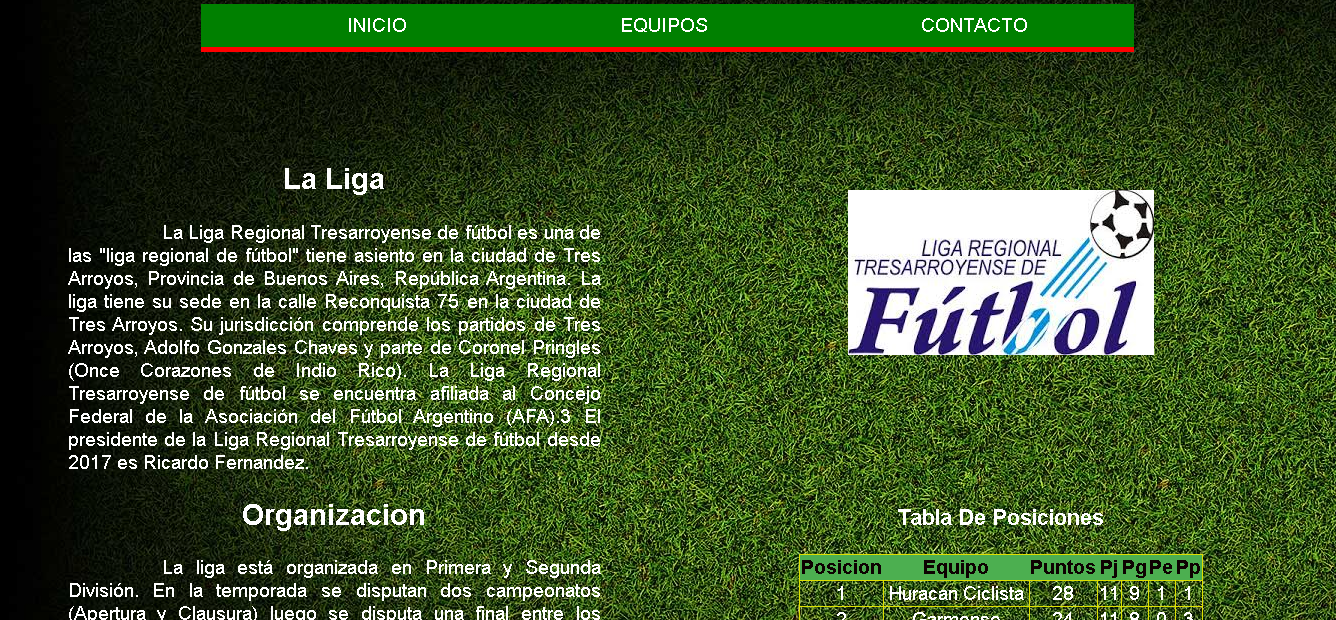 INICIO EQUIPOS CONTACTO
La Liga
La Liga Regional Tresarroyense de fútbol es una de
las "liga regional de fútbol" tiene asiento en la ciudad de Tres
Arroyos, Provincia de Buenos Aires, República Argentina. La
liga tiene su sede en la calle Reconquista 75 en la ciudad de
Tres Arroyos. Su jurisdicción comprende los partidos de Tres
Arroyos, Adolfo Gonzales Chaves y parte de Coronel Pringles
(Once Corazones de Indio Rico). La Liga Regional
Tresarroyense de fútbol se encuentra afiliada al Concejo
Federal de la Asociación del Fútbol Argentino (AFA).3 El
presidente de la Liga Regional Tresarroyense de fútbol desde
2017 es Ricardo Fernandez.
Organizacion
La liga está organizada en Primera y Segunda
División. En la temporada se disputan dos campeonatos
(Apertura y Clausura) luego se disputa una final entre los
LIGA REGIONAL
TRESARROYENSE DE
Fútbol
Tabla De Posiciones
Posicion Equipo Puntos Pj Pg Pe Pp
1 Huracán Ciclista 28 11 9 1 1
2 Garmense 24 11 8 0 3